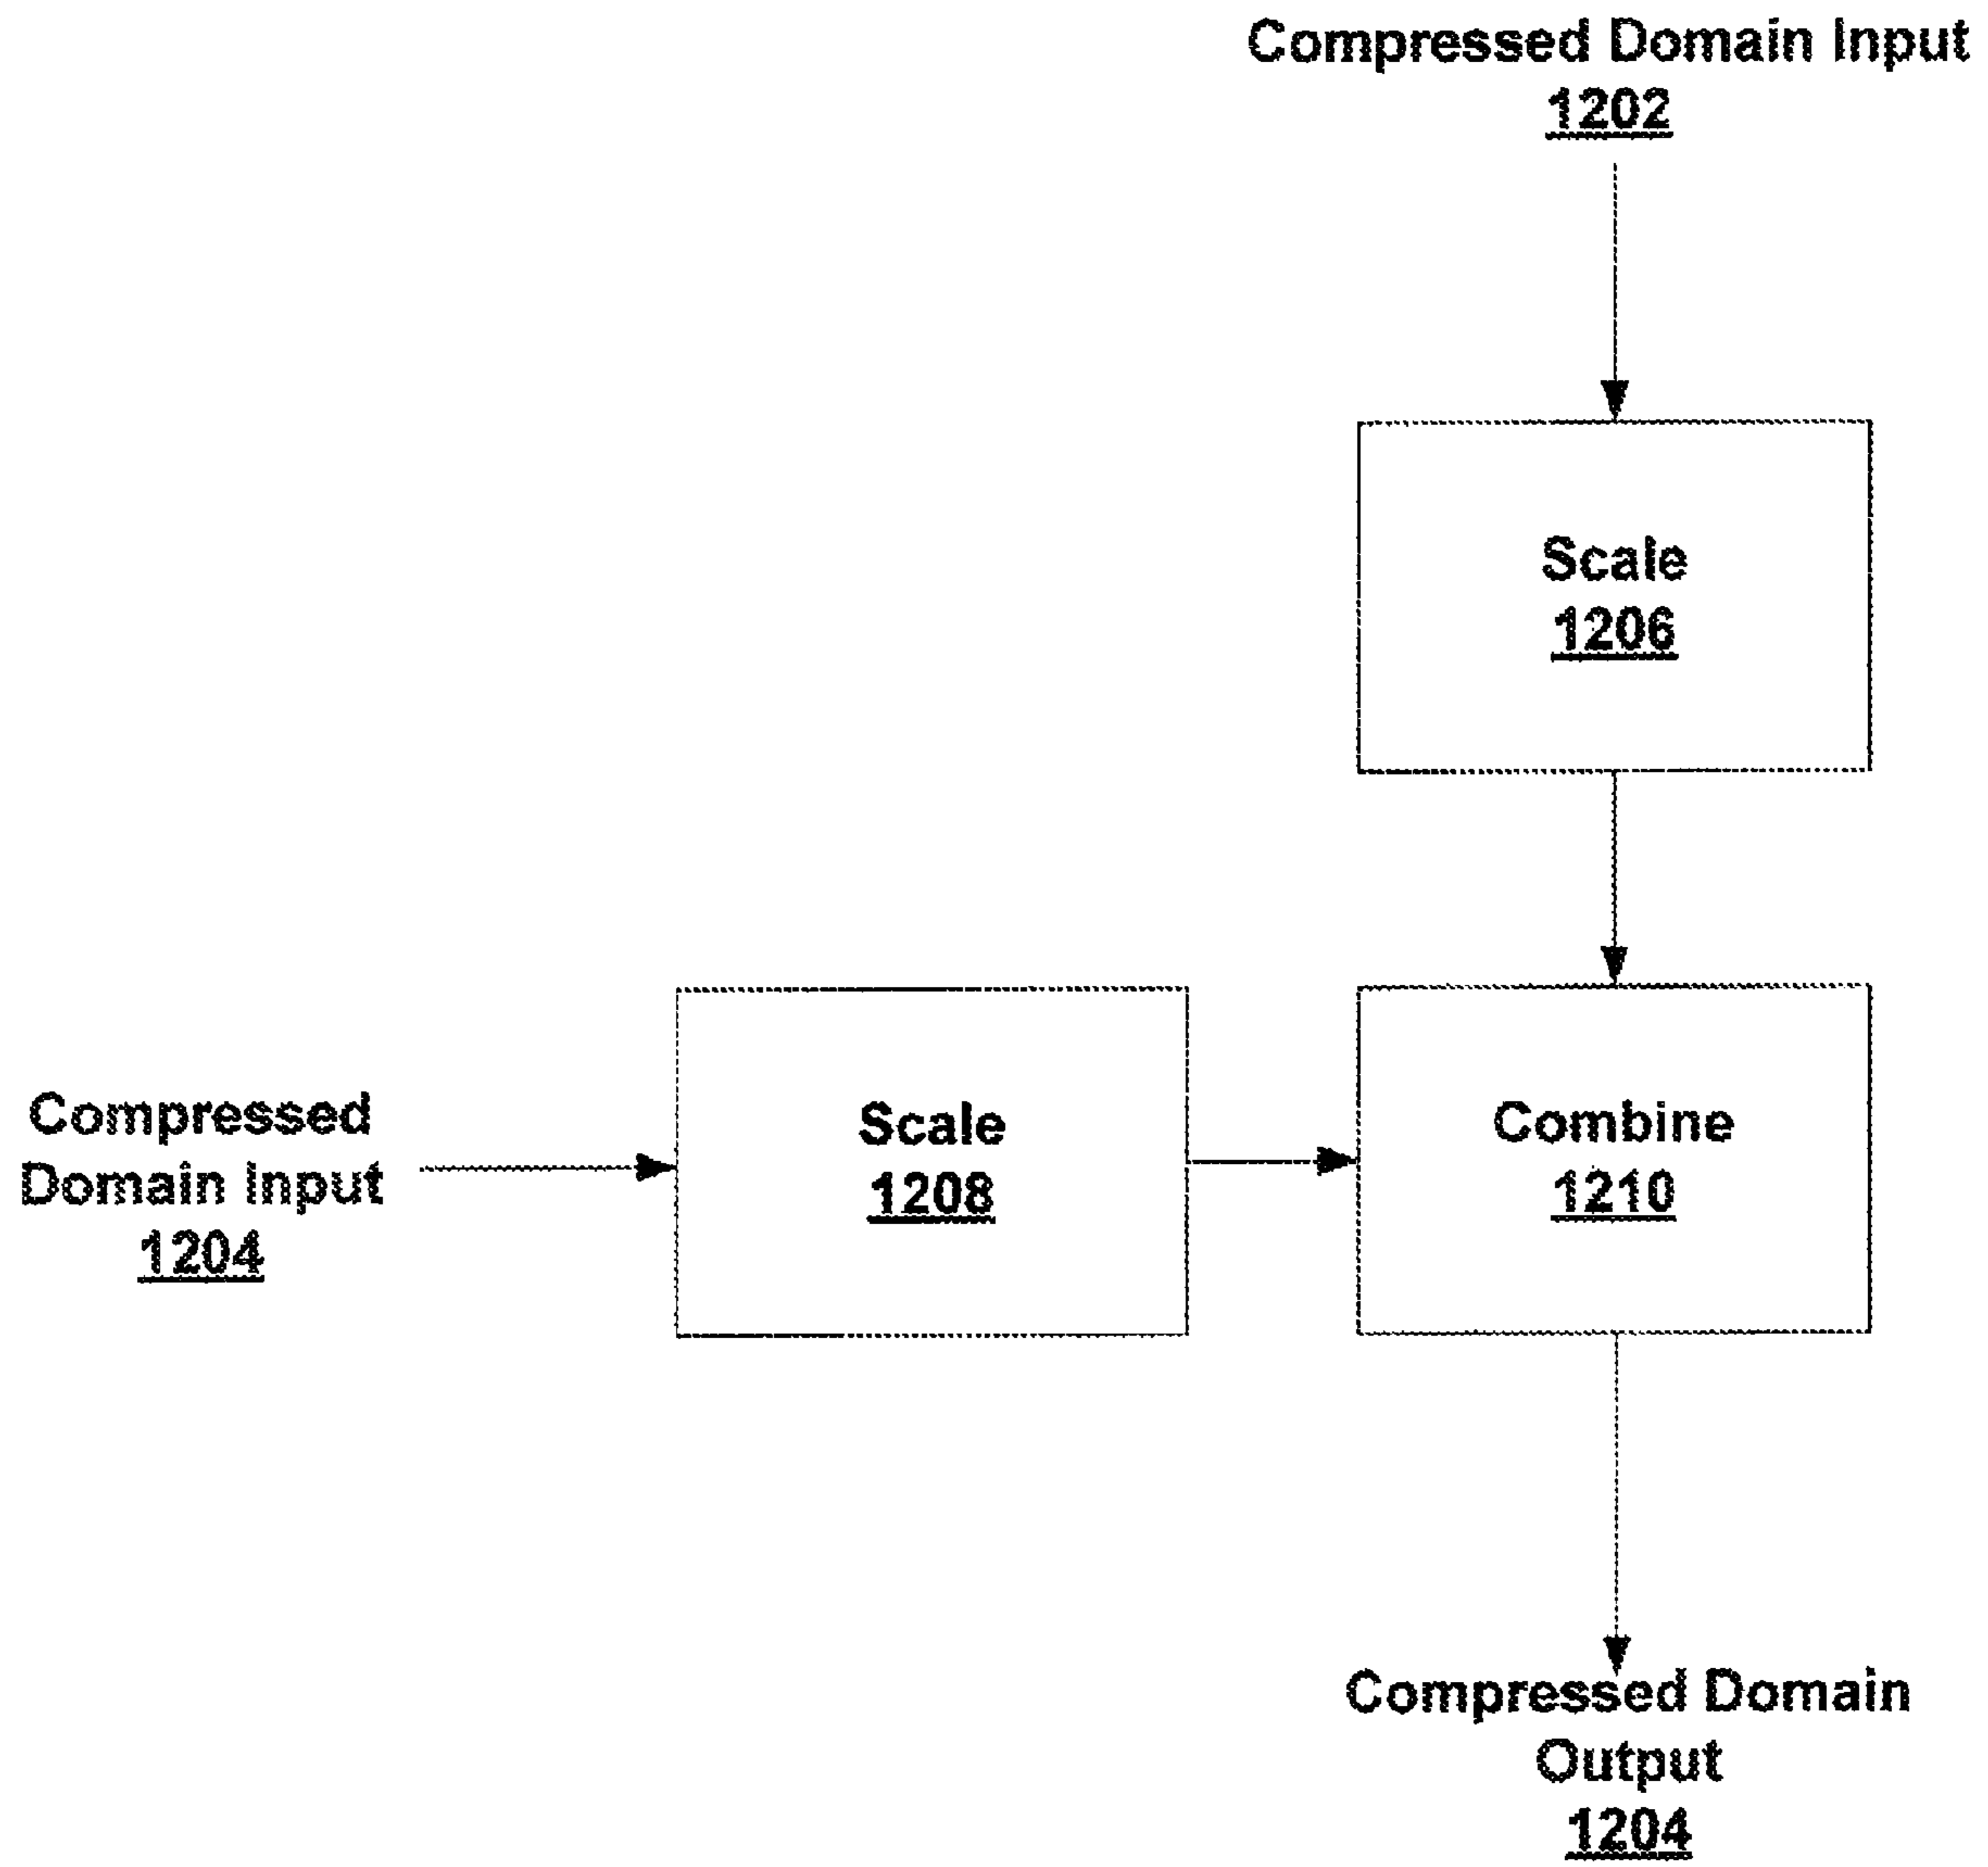 Compressed Domain Input
1202
Scale
1206
Compressed
Domain Input
1204
Scale
1208
Combine
1210
Compressed Domain
Output
1204